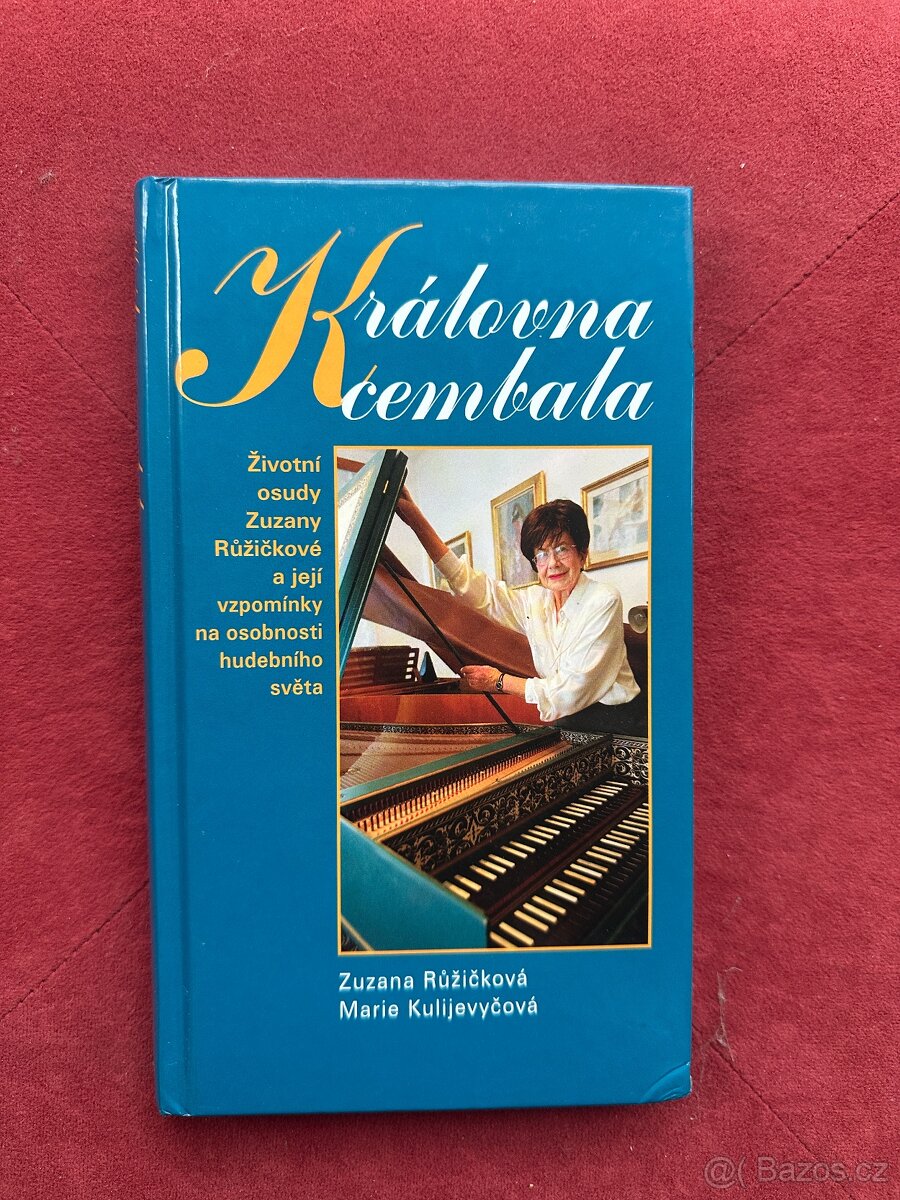 Královna
cembala
Životní
osudy
Zuzany
Růžičkové
a její
vzpomínky
na osobnosti
hudebního
světa
Zuzana Růžičková
Marie Kulijevyčová
@( Bazos.cz